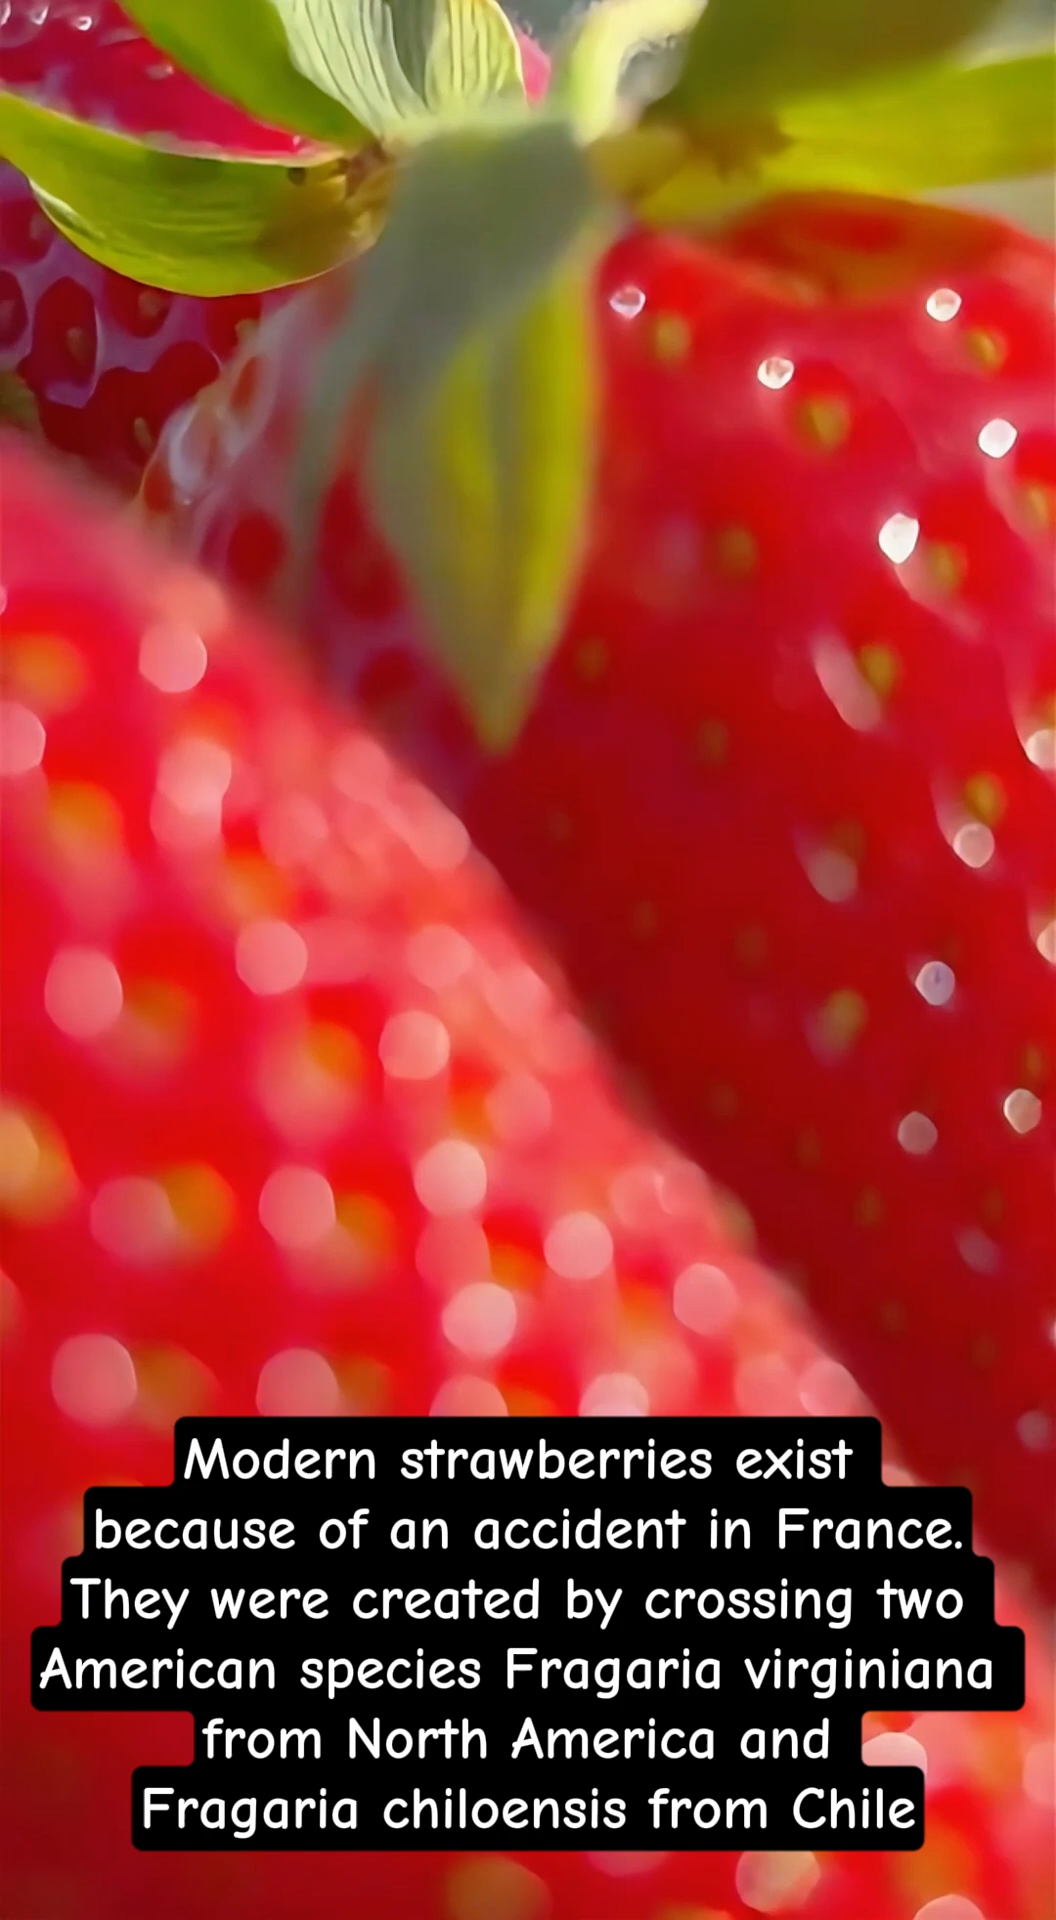 Modern strawberries exist
because of an accident in France.
They were created by crossing two
American species Fragaria virginiana
from North America and
Fragaria chiloensis from Chile